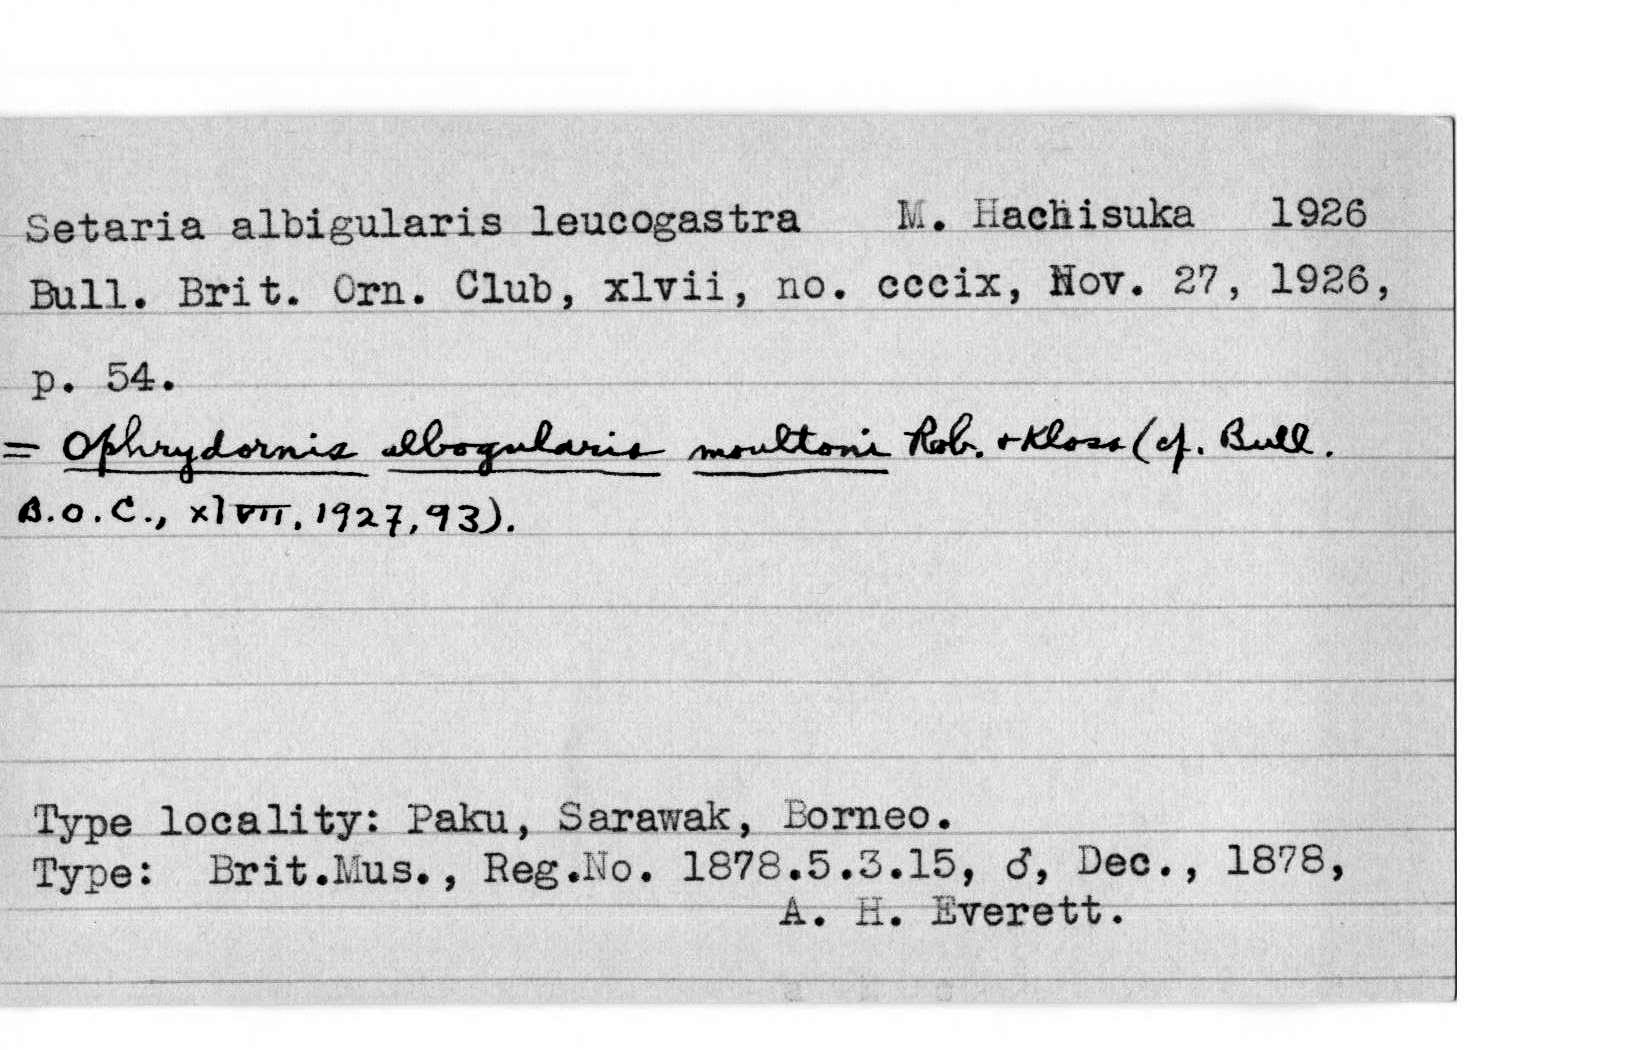 Setaria albigularis leucogastra M. Hachisuka 1926
Bull. Brit. Orn. Club, xlvii, no. cccix, Nov. 27, 1926,
p. 54.
= Ophrydornis albogularis moultoni Rob. + Kloss (cf. Bull.
B.O.C., xlVII, 1927, 93).
Type locality: Paku, Sarawak, Borneo.
Type: Brit.Mus., Reg.No. 1878.5.3.15, ♂, Dec., 1878,
A. H. Everett.